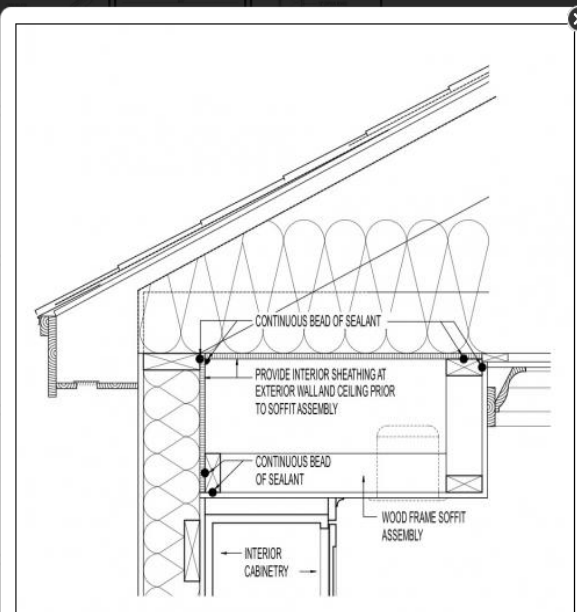 CONTINUOUS BEAD OF SEALANT
PROVIDE INTERIOR SHEATHING AT
EXTERIOR WALL AND CEILING PRIOR
TO SOFFIT ASSEMBLY
CONTINUOUS BEAD
OF SEALANT
WOOD FRAME SOFFIT
ASSEMBLY
INTERIOR
CABINETRY